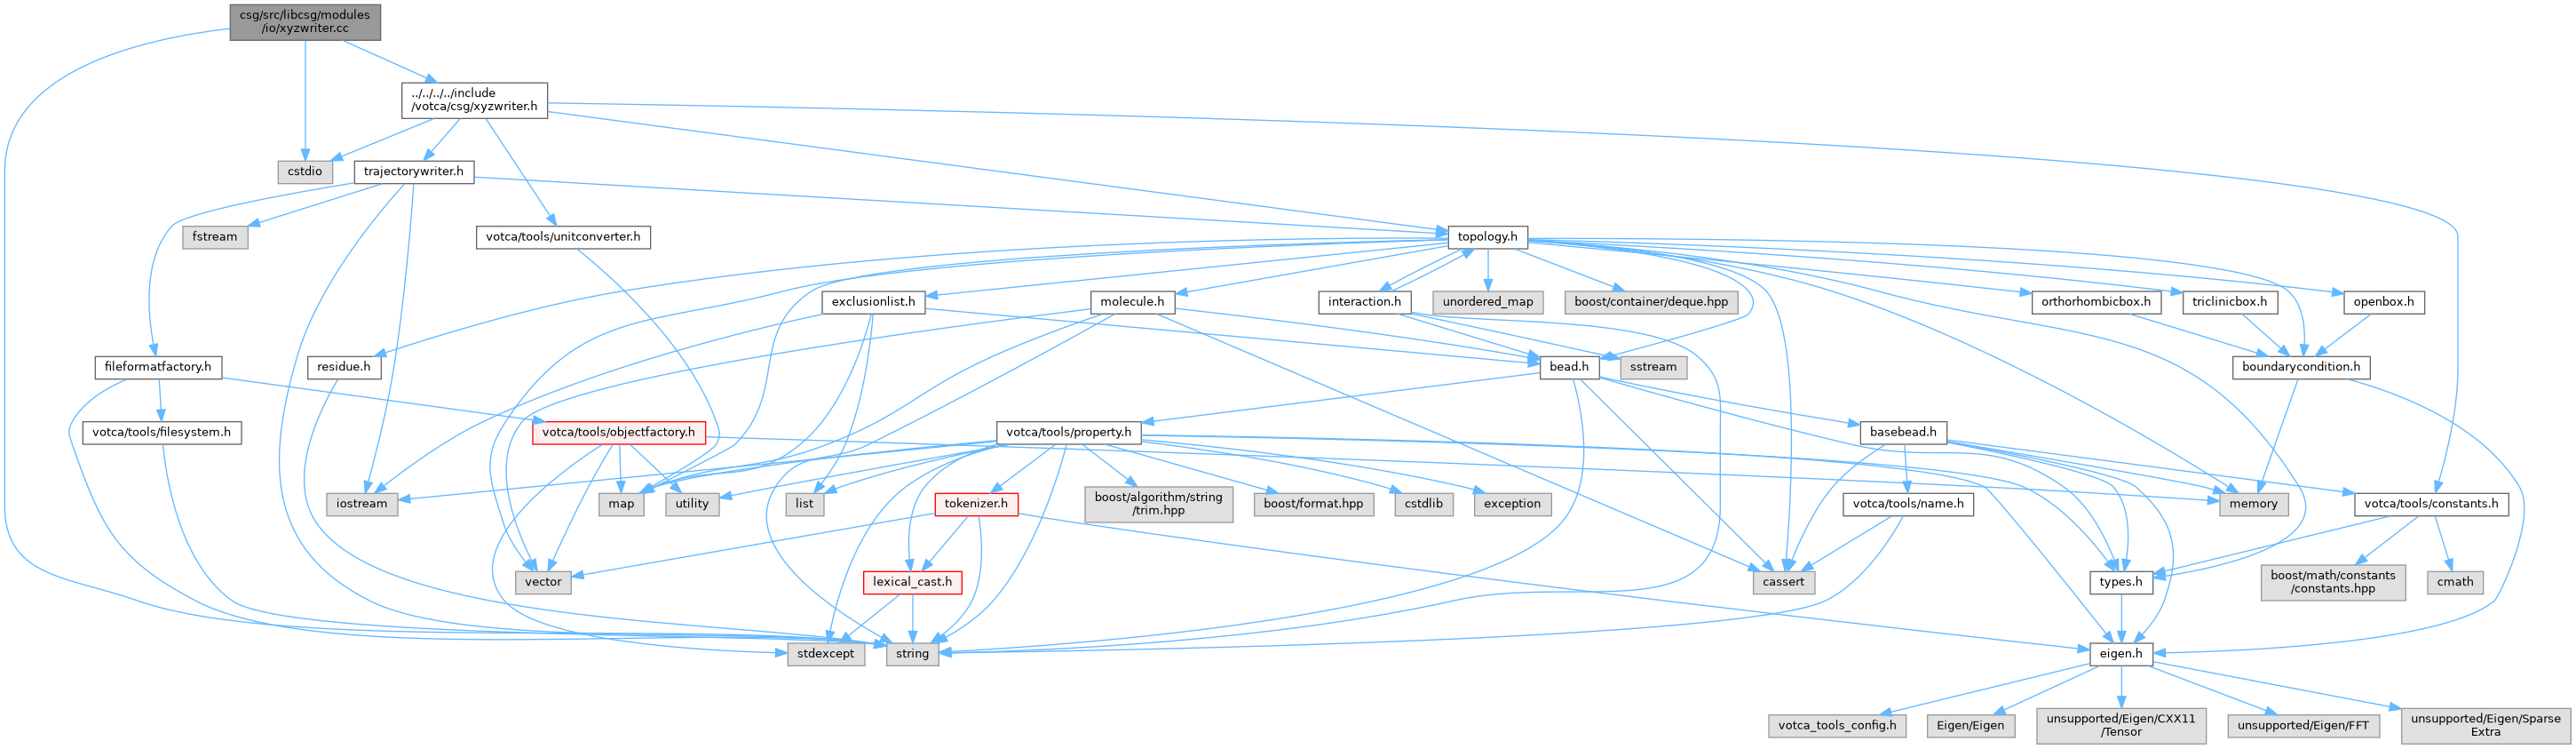 csg/src/libcsg/modules
/io/xyzwriter.cc
../../../../include
/votca/csg/xyzwriter.h
cstdio
trajectorywriter.h
fstream
votca/tools/unitconverter.h
topology.h
exclusionlist.h
molecule.h
interaction.h
unordered_map
boost/container/deque.hpp
orthorhombicbox.h
triclinicbox.h
openbox.h
fileformatfactory.h
residue.h
bead.h
sstream
boundarycondition.h
votca/tools/filesystem.h
votca/tools/objectfactory.h
votca/tools/property.h
basebead.h
iostream
map
utility
list
tokenizer.h
boost/algorithm/string
/trim.hpp
boost/format.hpp
cstdlib
exception
votca/tools/name.h
memory
votca/tools/constants.h
vector
lexical_cast.h
cassert
types.h
boost/math/constants
/constants.hpp
cmath
stdexcept
string
eigen.h
votca_tools_config.h
Eigen/Eigen
unsupported/Eigen/CXX11
/Tensor
unsupported/Eigen/FFT
unsupported/Eigen/Sparse
Extra